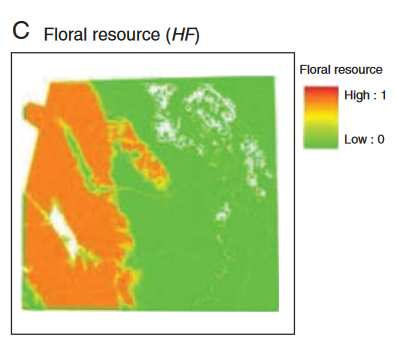 C Floral resource (HF)
Floral resource
High : 1
Low : 0